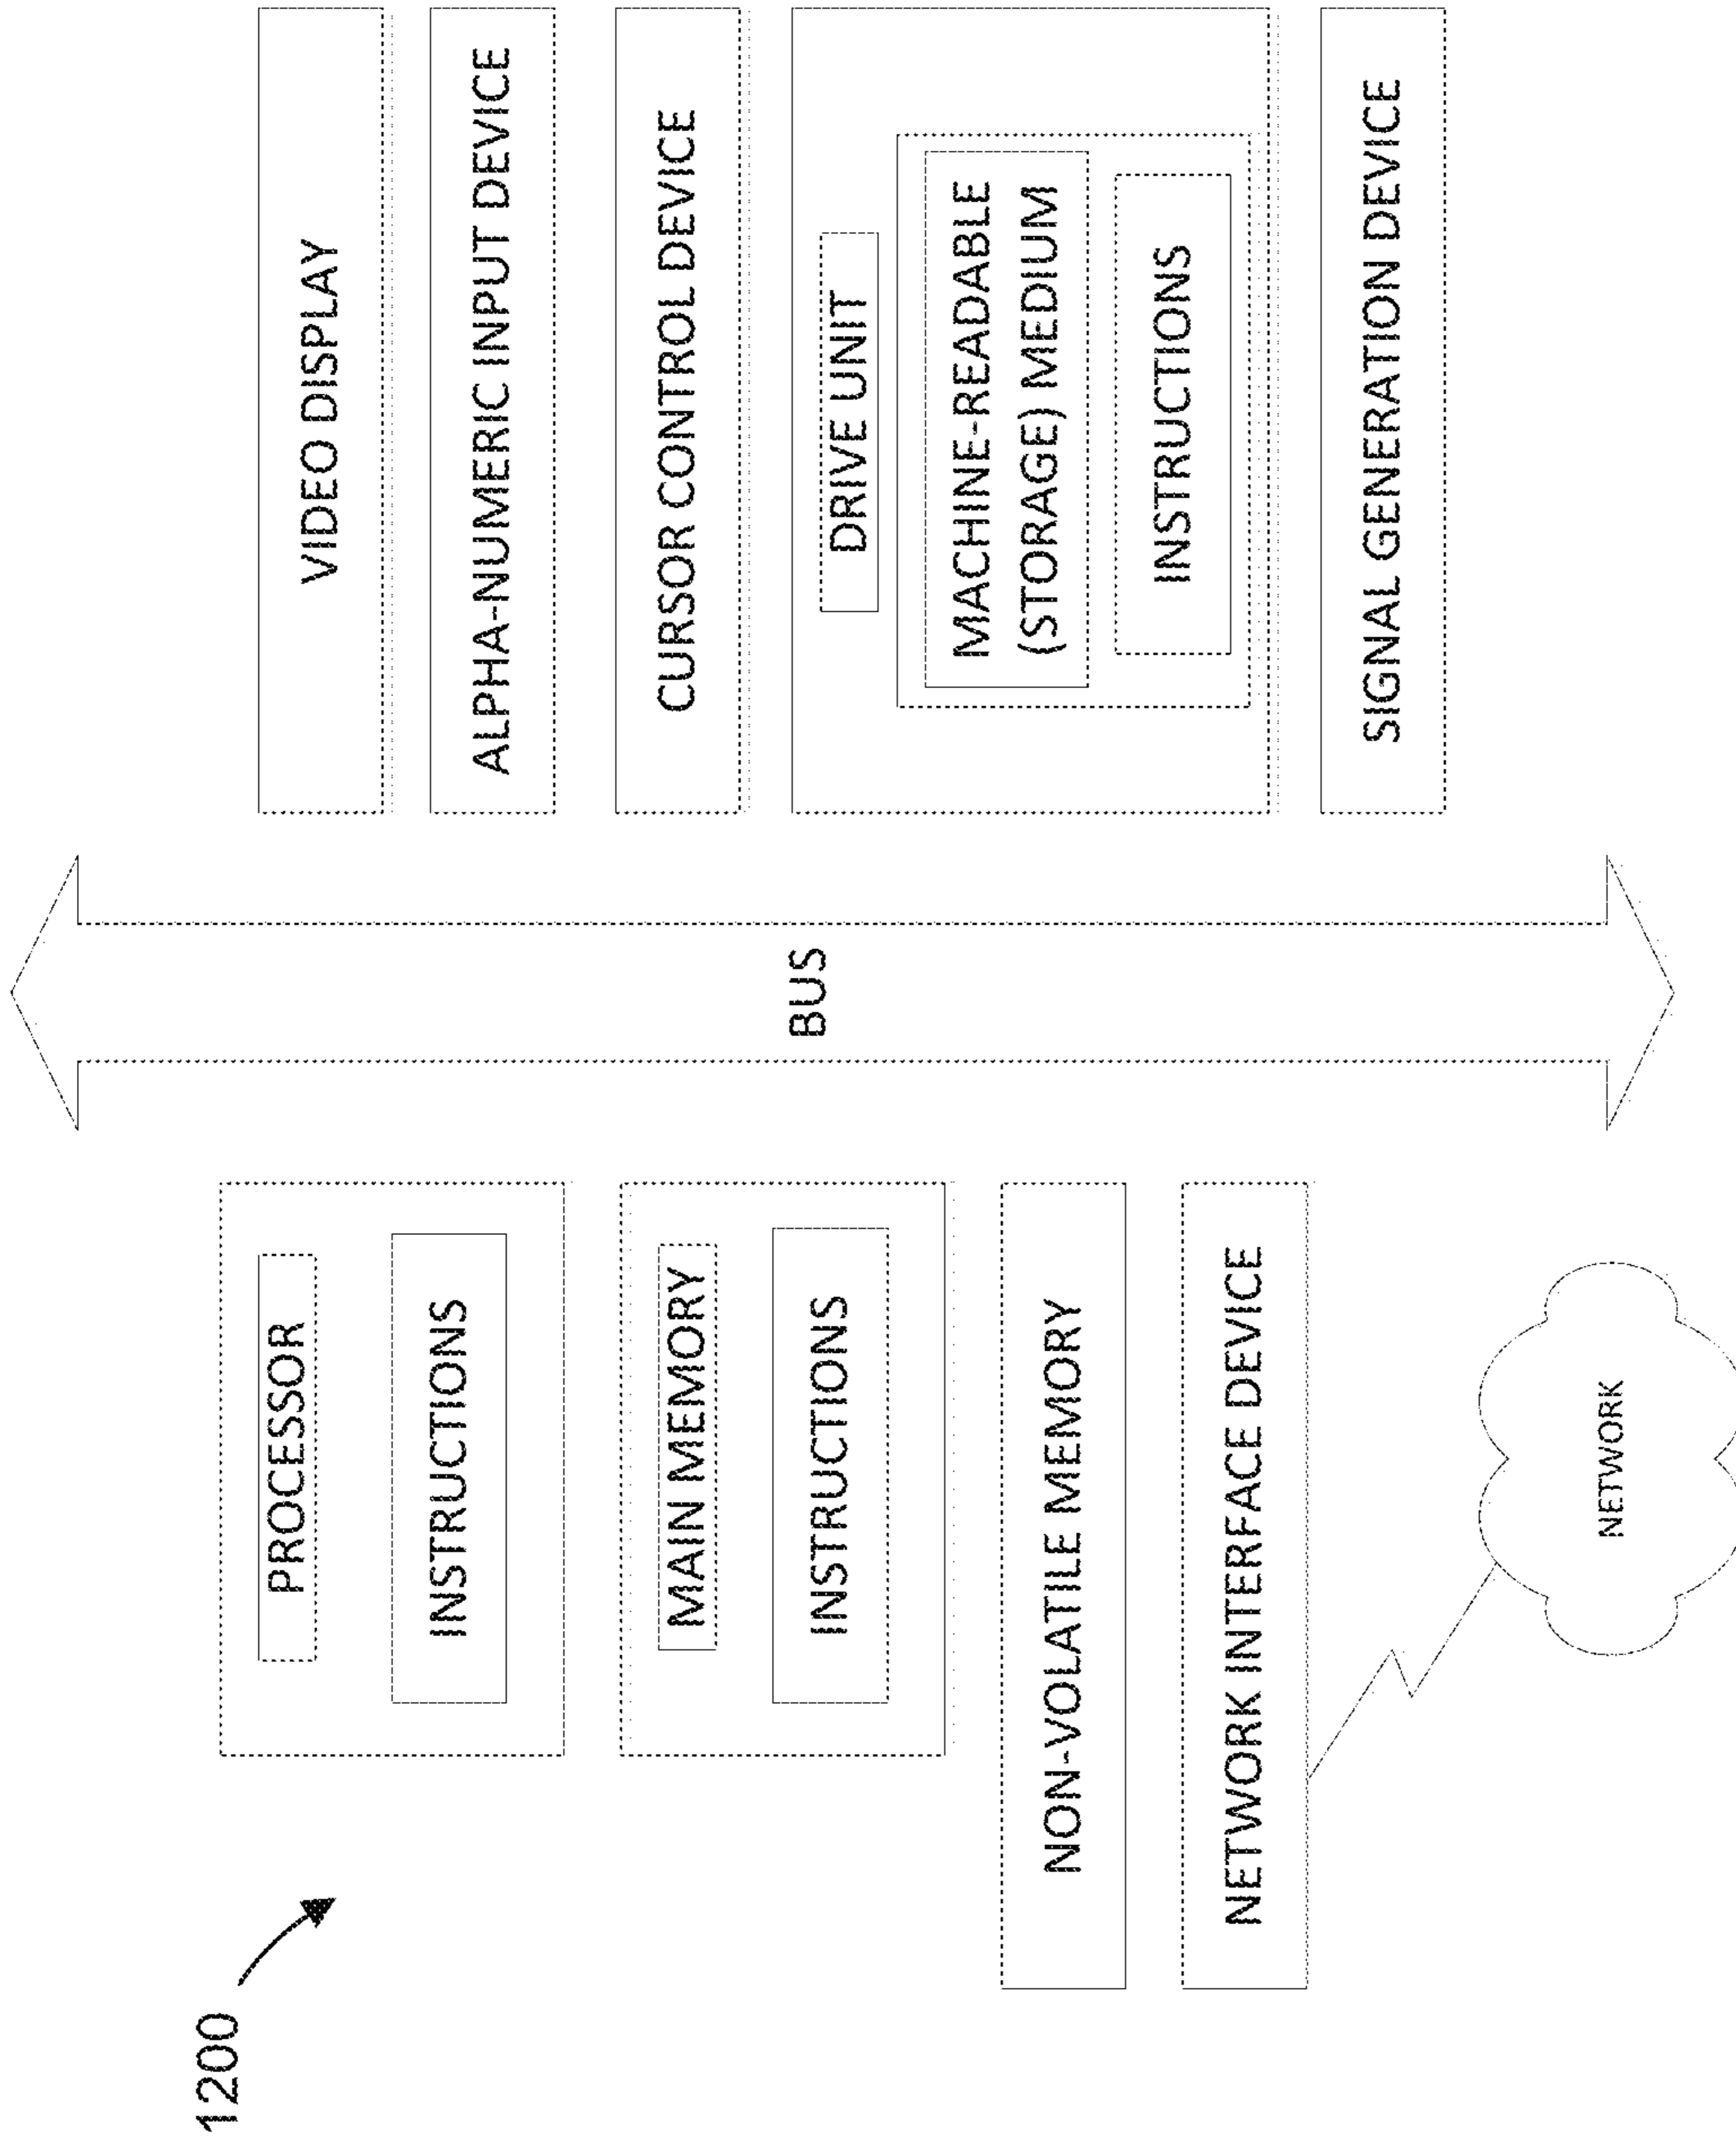 1200
PROCESSOR
INSTRUCTIONS
MAIN MEMORY
INSTRUCTIONS
NON-VOLATILE MEMORY
NETWORK INTERFACE DEVICE
NETWORK
BUS
VIDEO DISPLAY
ALPHA-NUMERIC INPUT DEVICE
CURSOR CONTROL DEVICE
DRIVE UNIT
MACHINE-READABLE
(STORAGE) MEDIUM
INSTRUCTIONS
SIGNAL GENERATION DEVICE